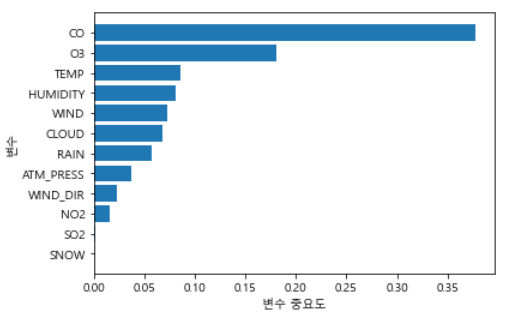 CO
O3
TEMP
HUMIDITY
WIND
CLOUD
RAIN
ATM_PRESS
WIND_DIR
NO2
SO2
SNOW
변수
0.00 0.05 0.10 0.15 0.20 0.25 0.30 0.35
변수 중요도